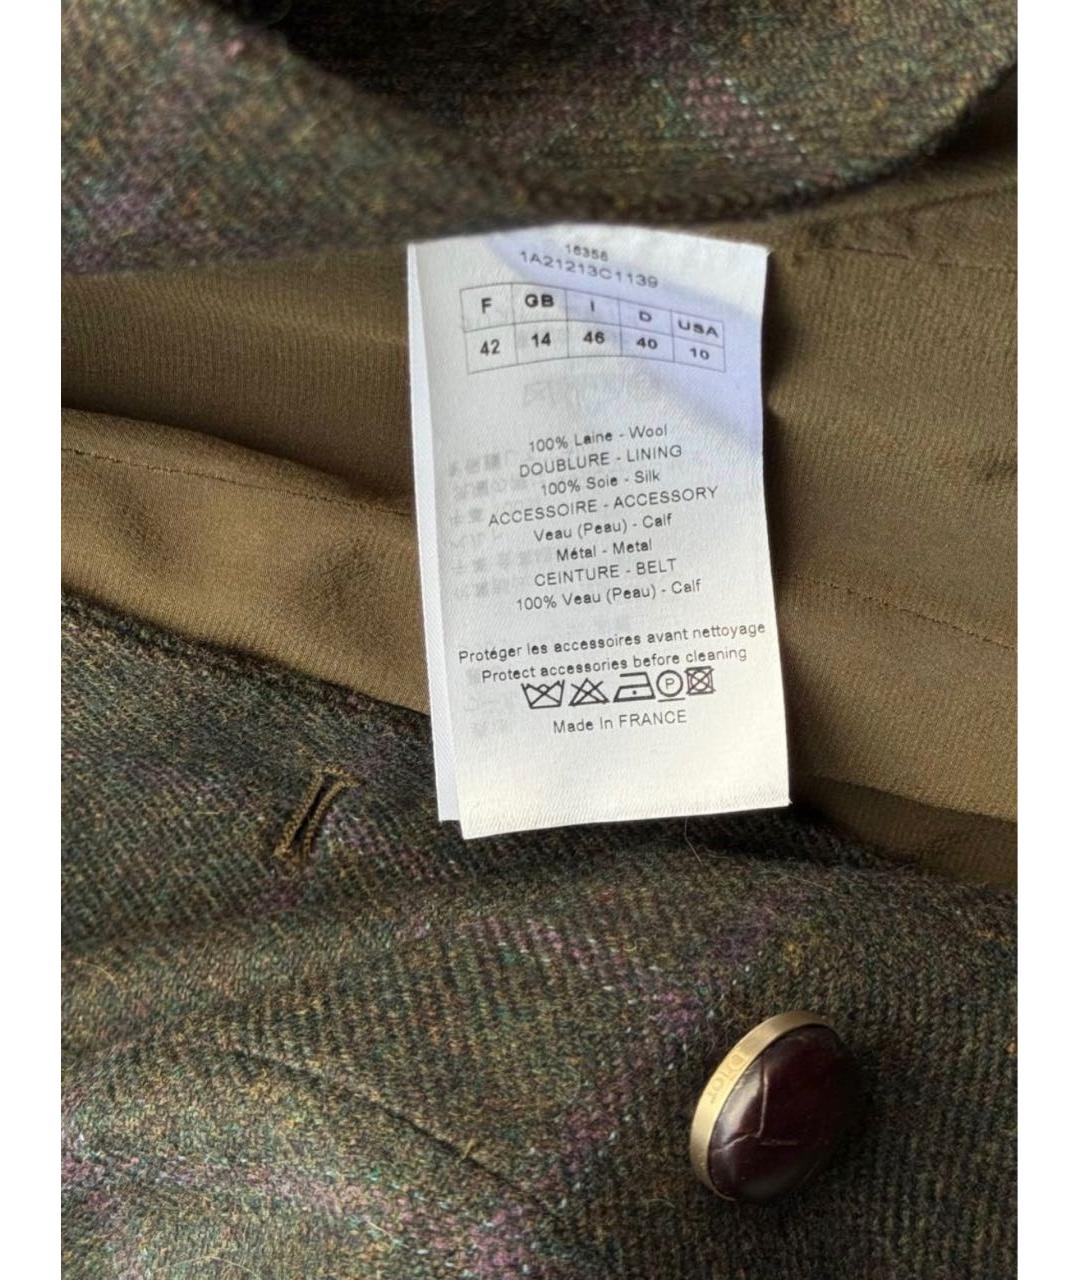 16356
1A21213C1139
F GB I D USA
42 14 46 40 10
100% Laine - Wool
DOUBLURE - LINING
100% Soie - Silk
ACCESSOIRE - ACCESSORY
Veau (Peau) - Calf
Métal - Metal
CEINTURE - BELT
100% Veau (Peau) - Calf
Protéger les accessoires avant nettoyage
Protect accessories before cleaning
P
Made In FRANCE
Dior